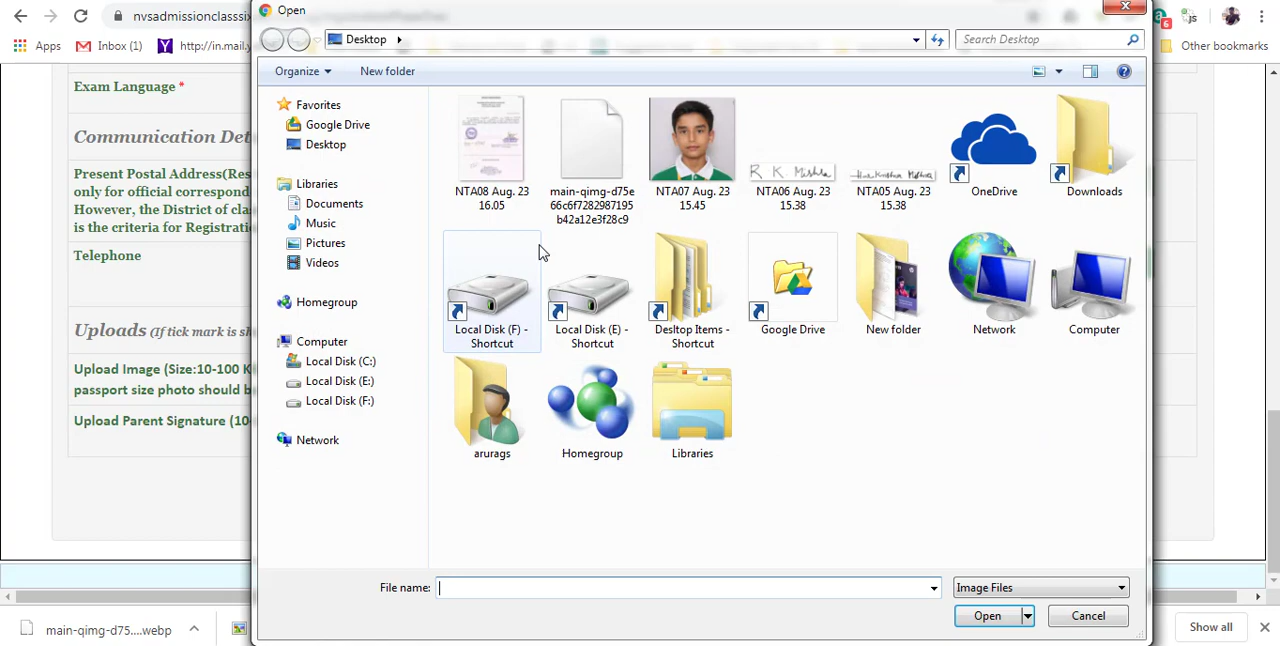 Open
nvsadmissionclasssix
Desktop
Search Desktop
Apps
Inbox (1)
http://in.mail.y
Other bookmarks
Organize
New folder
Exam Language *
Communication Det
Present Postal Address(Res
only for official correspond
However, the District of cla
is the criteria for Registrati
Telephone
Uploads (If tick mark is sh
Upload Image (Size:10-100 K
passport size photo should b
Upload Parent Signature (10-
Favorites
Google Drive
Desktop
Libraries
Documents
Music
Pictures
Videos
Homegroup
Computer
Local Disk (C:)
Local Disk (E:)
Local Disk (F:)
Network
NTA08 Aug. 23
16.05
main-qimg-d75e
66c6f7282987195
b42a12e3f28c9
NTA07 Aug. 23
15.45
R K. Mishra
NTA06 Aug. 23
15.38
NTA05 Aug. 23
15.38
OneDrive
Downloads
Local Disk (F) -
Shortcut
Local Disk (E) -
Shortcut
Desltop Items -
Shortcut
Google Drive
New folder
Network
Computer
arurags
Homegroup
Libraries
File name:
Image Files
Open
Cancel
main-qimg-d75....webp
Show all
6
js